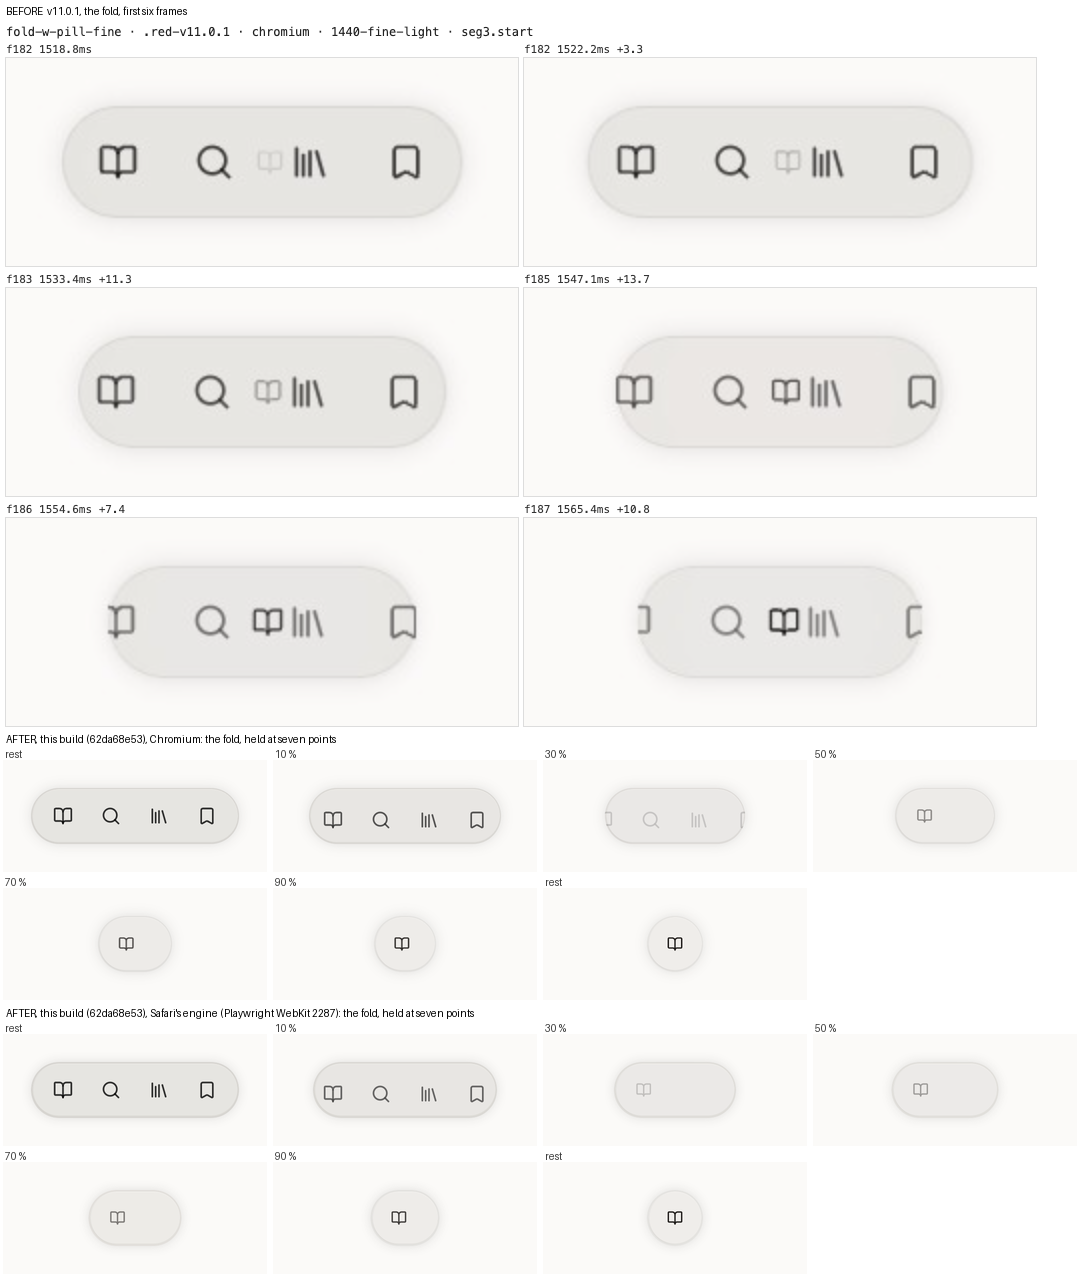 BEFORE v11.0.1, the fold, first six frames
fold-w-pill-fine · .red-v11.0.1 · chromium · 1440-fine-light · seg3.start
f182 1518.8ms
f182 1522.2ms +3.3
f183 1533.4ms +11.3
f185 1547.1ms +13.7
f186 1554.6ms +7.4
f187 1565.4ms +10.8
AFTER, this build (62da68e53), Chromium: the fold, held at seven points
rest
10 %
30 %
50 %
70 %
90 %
rest
AFTER, this build (62da68e53), Safari's engine (Playwright WebKit 2287): the fold, held at seven points
rest
10 %
30 %
50 %
70 %
90 %
rest